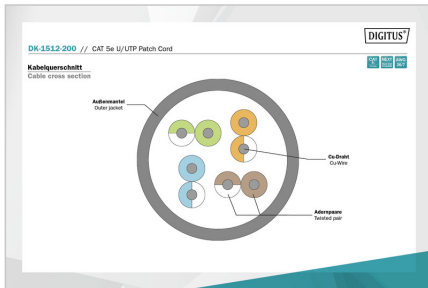 DIGITUS®
DK-1512-200 // CAT 5e U/UTP Patch Cord
Kabelquerschnitt
Cable cross section
Außenmantel
Outer jacket
Cu-Draht
Cu-Wire
Adernpaare
Twisted pair